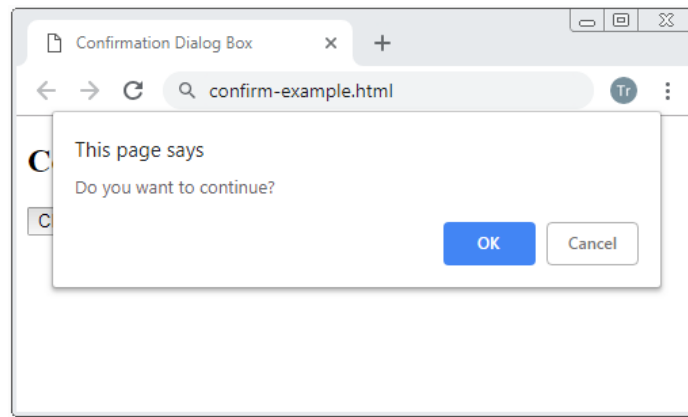 Confirmation Dialog Box
confirm-example.html
Tr
This page says
Do you want to continue?
OK
Cancel